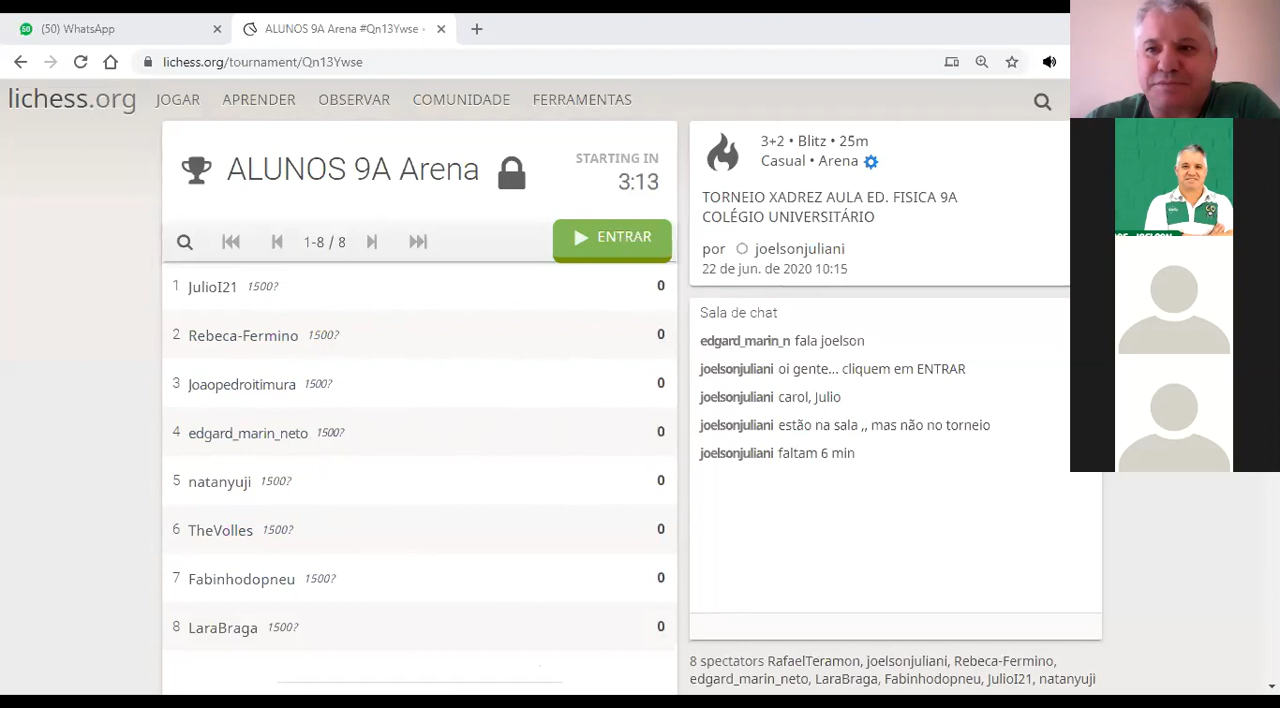 (50) WhatsApp
ALUNOS 9A Arena #Qn13Ywse
lichess.org/tournament/Qn13Ywse
lichess.org JOGAR APRENDER OBSERVAR COMUNIDADE FERRAMENTAS
ALUNOS 9A Arena
STARTING IN
3:13
1-8 / 8
ENTRAR
1 JulioI21 1500? 0
2 Rebeca-Fermino 1500? 0
3 Joaopedroitimura 1500? 0
4 edgard_marin_neto 1500? 0
5 natanyuji 1500? 0
6 TheVolles 1500? 0
7 Fabinhodopneu 1500? 0
8 LaraBraga 1500? 0
3+2 • Blitz • 25m
Casual • Arena
TORNEIO XADREZ AULA ED. FISICA 9A
COLÉGIO UNIVERSITÁRIO
por joelsonjuliani
22 de jun. de 2020 10:15
Sala de chat
edgard_marin_n fala joelson
joelsonjuliani oi gente... cliquem em ENTRAR
joelsonjuliani carol, Julio
joelsonjuliani estão na sala ,, mas não no torneio
joelsonjuliani faltam 6 min
8 spectators RafaelTeramon, joelsonjuliani, Rebeca-Fermino,
edgard_marin_neto, LaraBraga, Fabinhodopneu, JulioI21, natanyuji